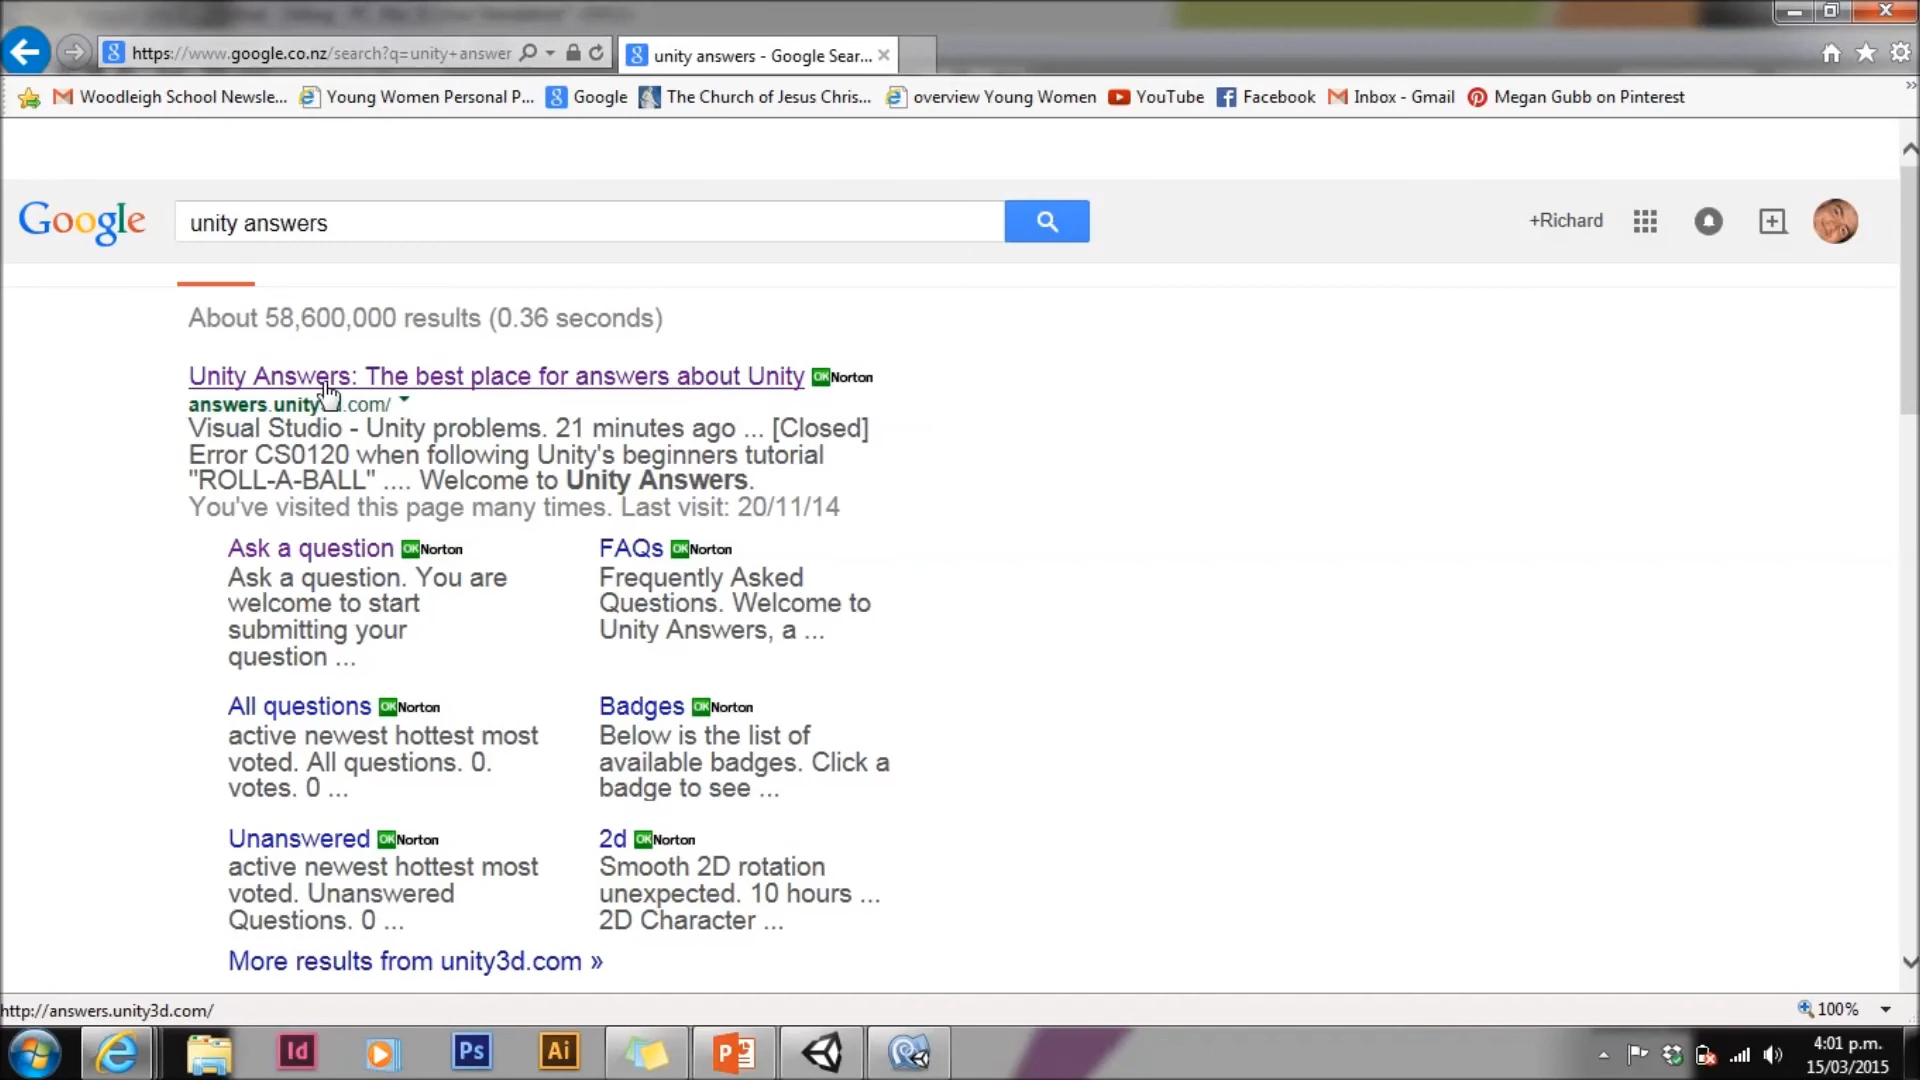 https://www.google.co.nz/search?q=unity+answer
unity answers - Google Sear...
Woodleigh School Newsle...
Young Women Personal P...
Google
The Church of Jesus Chris...
overview Young Women
YouTube
Facebook
Inbox - Gmail
Megan Gubb on Pinterest
Google
unity answers
+Richard
About 58,600,000 results (0.36 seconds)
Unity Answers: The best place for answers about Unity OK Norton
answers.unity3d.com/
Visual Studio - Unity problems. 21 minutes ago ... [Closed]
Error CS0120 when following Unity's beginners tutorial
"ROLL-A-BALL" .... Welcome to Unity Answers.
You've visited this page many times. Last visit: 20/11/14
Ask a question OK Norton
Ask a question. You are
welcome to start
submitting your
question ...
FAQs OK Norton
Frequently Asked
Questions. Welcome to
Unity Answers, a ...
All questions OK Norton
active newest hottest most
voted. All questions. 0.
votes. 0 ...
Badges OK Norton
Below is the list of
available badges. Click a
badge to see ...
Unanswered OK Norton
active newest hottest most
voted. Unanswered
Questions. 0 ...
2d OK Norton
Smooth 2D rotation
unexpected. 10 hours ...
2D Character ...
More results from unity3d.com »
http://answers.unity3d.com/
100%
Id
Ps
Ai
P
4:01 p.m.
15/03/2015